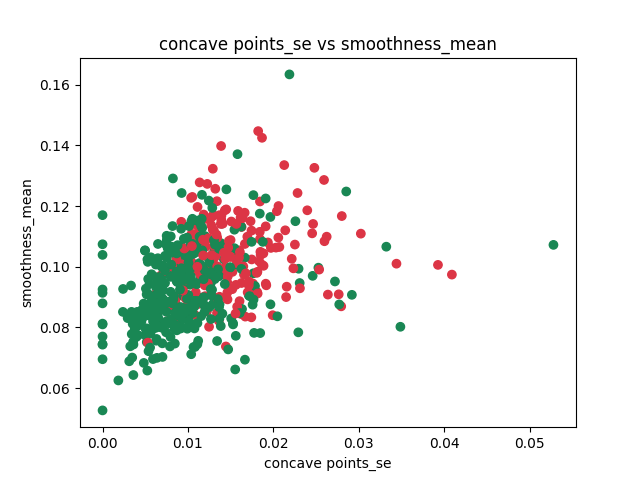 concave points_se vs smoothness_mean
0.16
0.14
0.12
0.10
0.08
0.06
smoothness_mean
0.00 0.01 0.02 0.03 0.04 0.05
concave points_se